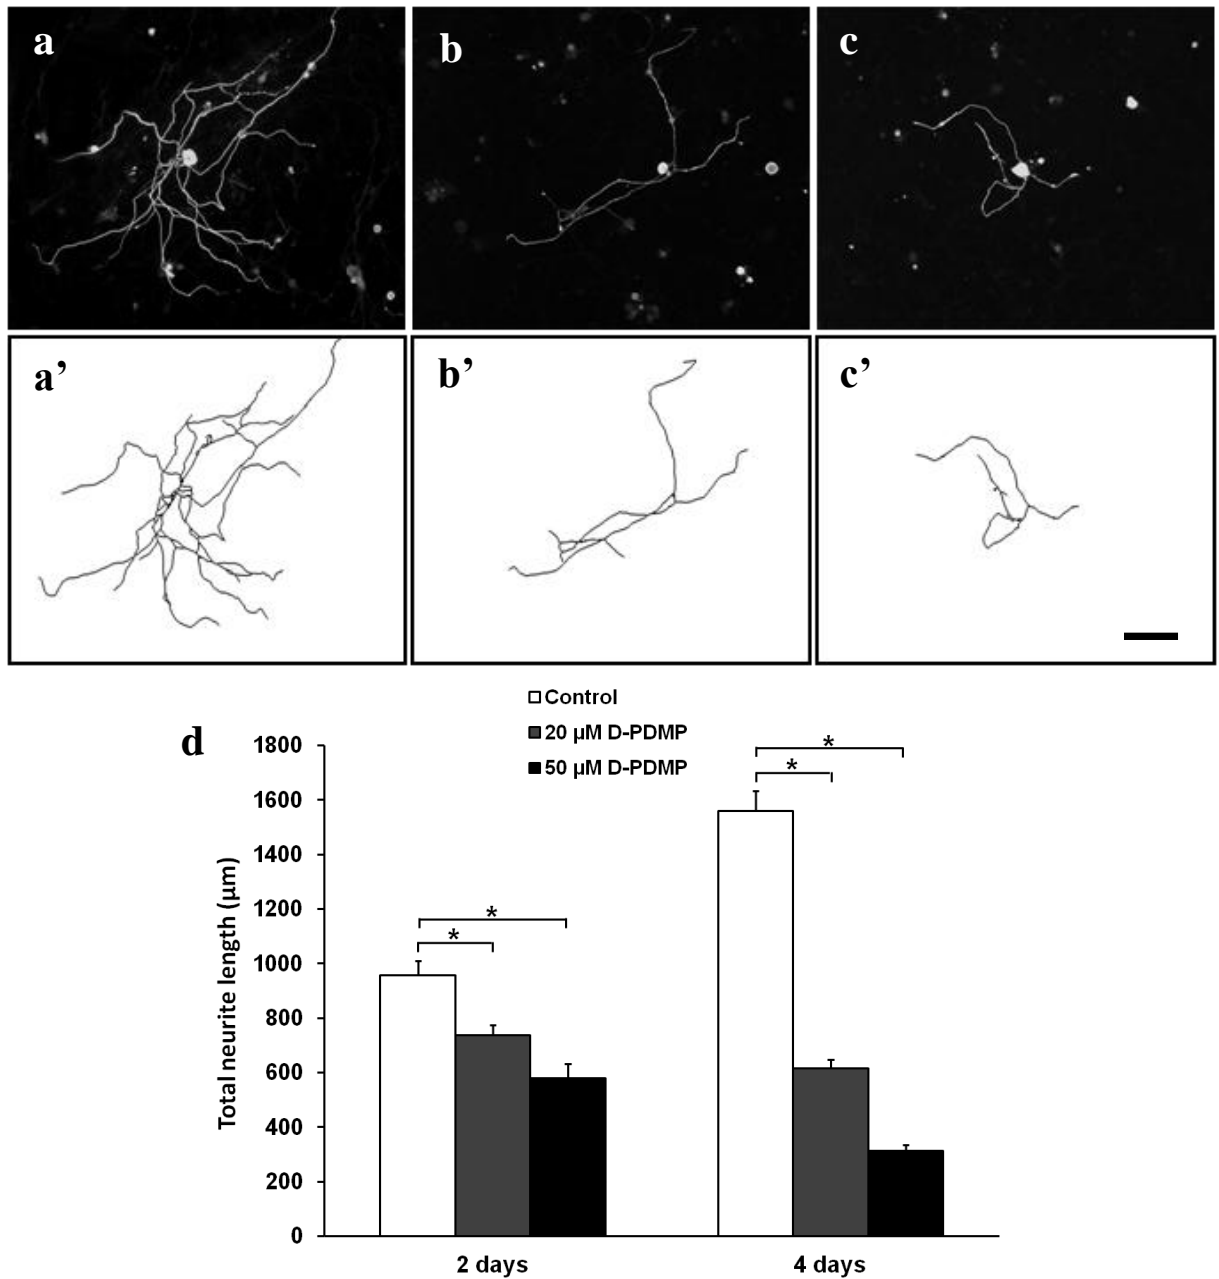 a
b
c
a’
b’
c’
d
Control
20 µM D-PDMP
50 µM D-PDMP
Total neurite length (µm)
1800
1600
1400
1200
1000
800
600
400
200
0
*
*
*
*
2 days
4 days